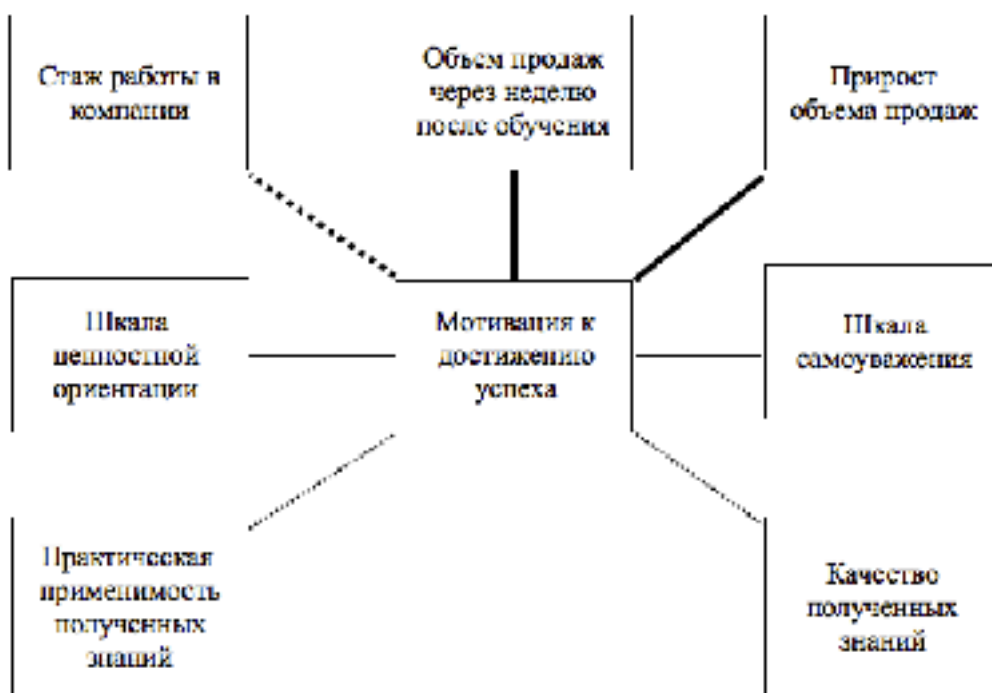 Стаж работы в
компании
Объем продаж
через неделю
после обучения
Прирост
объема продаж
Шкала
ценностной
ориентации
Мотивация к
достижению
успеха
Шкала
самоуважения
Практическая
применимость
полученных
знаний
Качество
полученных
знаний